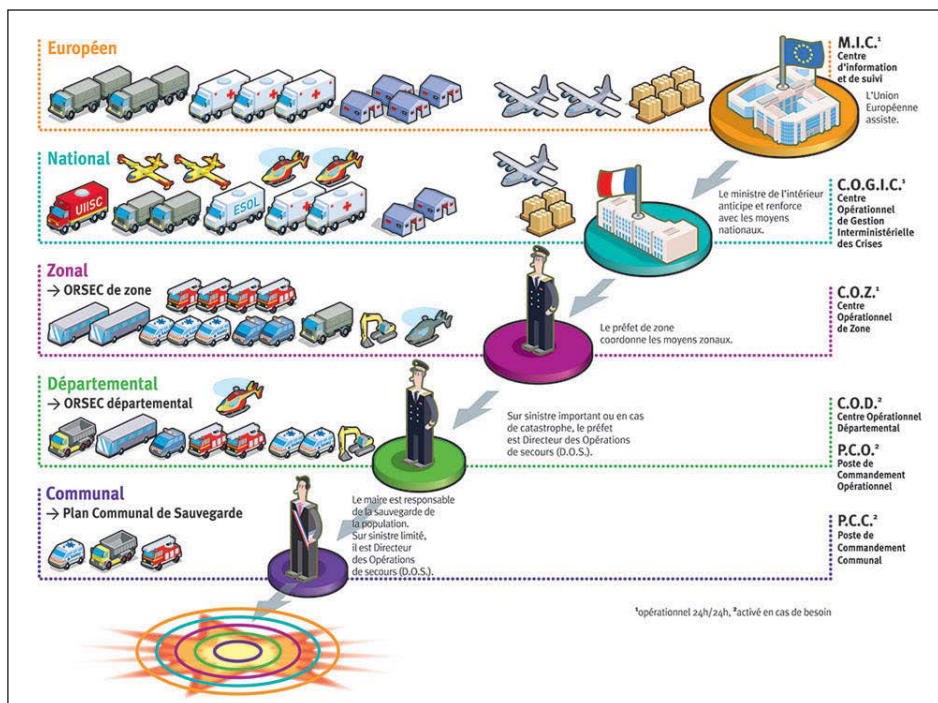 Européen
M.I.C.¹
Centre
d'information
et de suivi
L'Union
Européenne
assiste.
National
UIISC
ESOL
Le ministre de l'intérieur
anticipe et renforce
avec les moyens
nationaux.
C.O.G.I.C.¹
Centre
Opérationnel
de Gestion
Interministérielle
des Crises
Zonal
→ ORSEC de zone
Le préfet de zone
coordonne les moyens zonaux.
C.O.Z.¹
Centre
Opérationnel
de Zone
Départemental
→ ORSEC départemental
Sur sinistre important ou en cas
de catastrophe, le préfet
est Directeur des Opérations
de secours (D.O.S.).
C.O.D.²
Centre Opérationnel
Départemental
P.C.O.²
Poste de
Commandement
Opérationnel
Communal
→ Plan Communal de Sauvegarde
Le maire est responsable
de la sauvegarde de
la population.
Sur sinistre limité,
il est Directeur
des Opérations
de secours (D.O.S.).
P.C.C.²
Poste de
Commandement
Communal
¹opérationnel 24h/24h, ²activé en cas de besoin